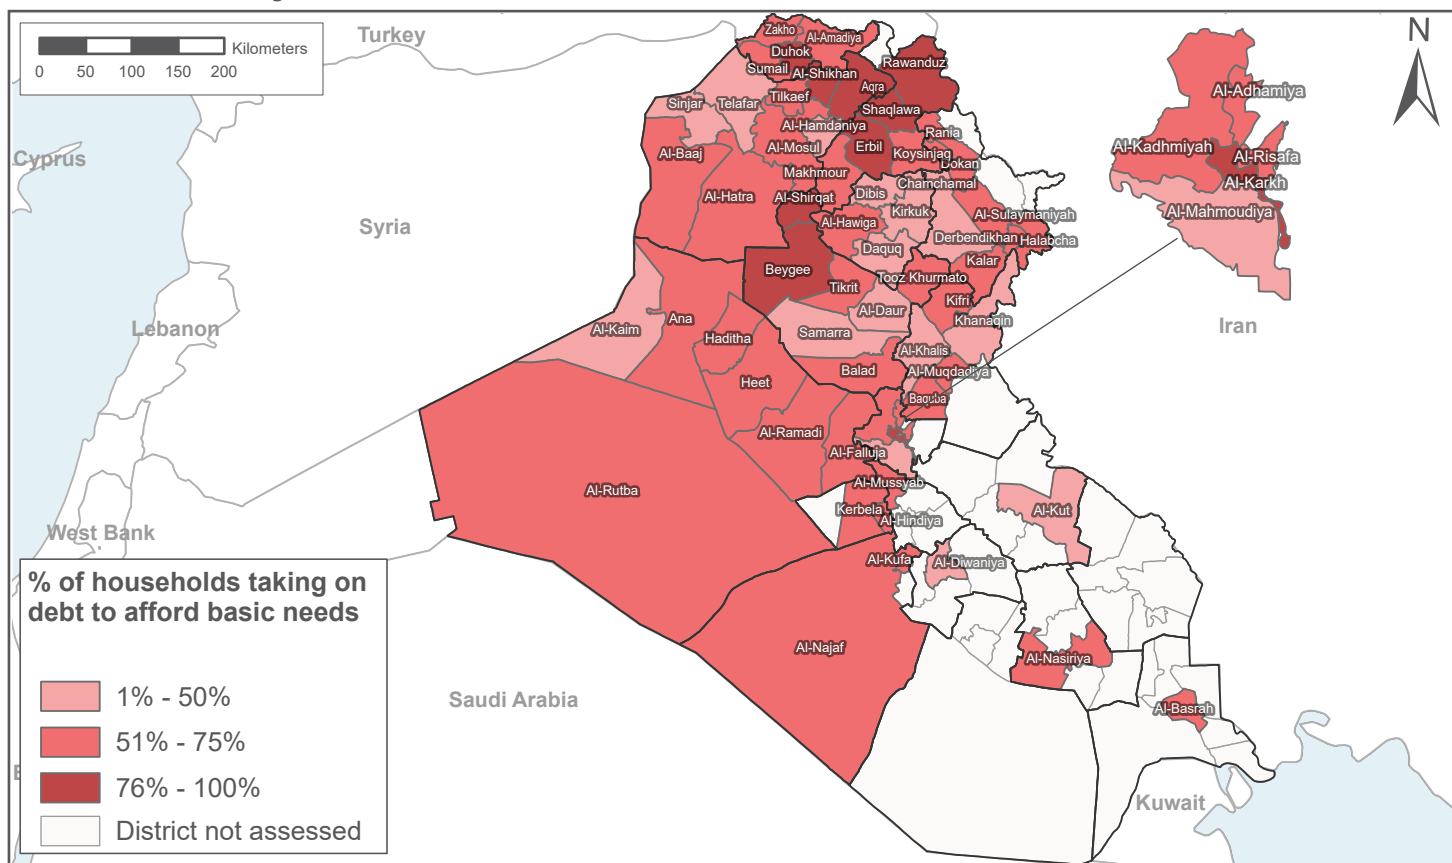 Turkey
Kilometers
0 50 100 150 200
N
Zakho
Al-Amadiya
Duhok
Rawanduz
Sumail
Al-Shikhan
Aqra
Tilkaef
Sinjar
Telafar
Shaqlawa
Al-Adhamiya
Al-Hamdaniya
Rania
Cyprus
Al-Baaj
Al-Mosul
Erbil
Koysinjaq
Dokan
Al-Kadhmiyah
Al-Risafa
Makhmour
Chamchamal
Al-Karkh
Al-Hatra
Al-Shirqat
Dibis
Kirkuk
Al-Sulaymaniyah
Al-Mahmoudiya
Syria
Al-Hawiga
Derbendikhan
Halabcha
Daquq
Kalar
Beygee
Tikrit
Tooz Khurmato
Kifri
Al-Daur
Khanaqin
Lebanon
Al-Kaim
Ana
Haditha
Samarra
Iran
Al-Khalis
Heet
Balad
Al-Muqdadiya
Baquba
Al-Ramadi
Al-Falluja
Al-Rutba
Al-Mussyab
Kerbela
Al-Hindiya
Al-Kut
West Bank
Al-Kufa
Al-Diwaniya
Al-Najaf
Al-Nasiriya
Saudi Arabia
Al-Basrah
Kuwait
% of households taking on
debt to afford basic needs
1% - 50%
51% - 75%
76% - 100%
District not assessed